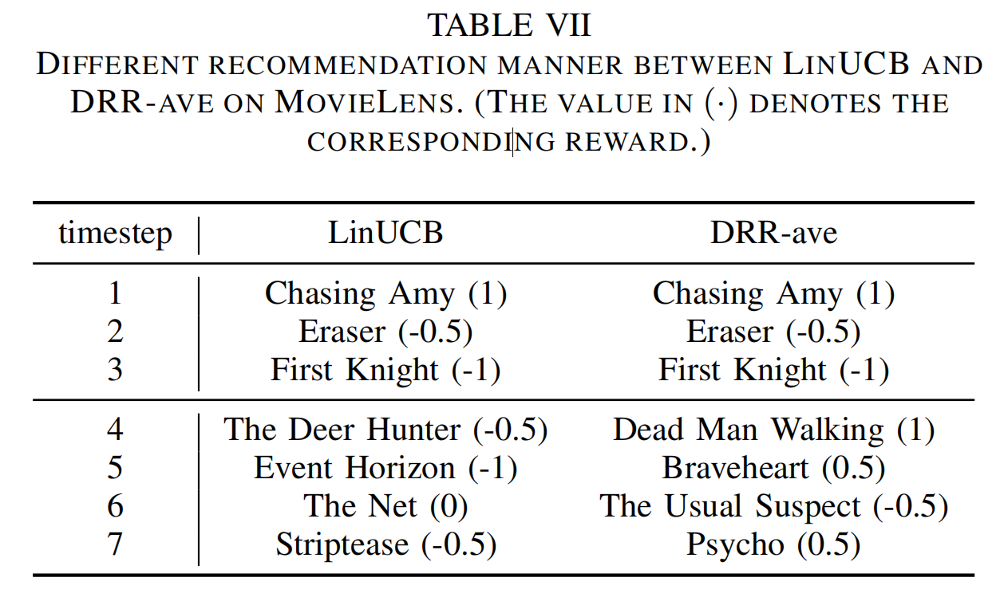 TABLE VII
DIFFERENT RECOMMENDATION MANNER BETWEEN LINUCB AND
DRR-AVE ON MOVIELENS. (THE VALUE IN (·) DENOTES THE
CORRESPONDING REWARD.)
timestep LinUCB DRR-ave
1 Chasing Amy (1) Chasing Amy (1)
2 Eraser (-0.5) Eraser (-0.5)
3 First Knight (-1) First Knight (-1)
4 The Deer Hunter (-0.5) Dead Man Walking (1)
5 Event Horizon (-1) Braveheart (0.5)
6 The Net (0) The Usual Suspect (-0.5)
7 Striptease (-0.5) Psycho (0.5)